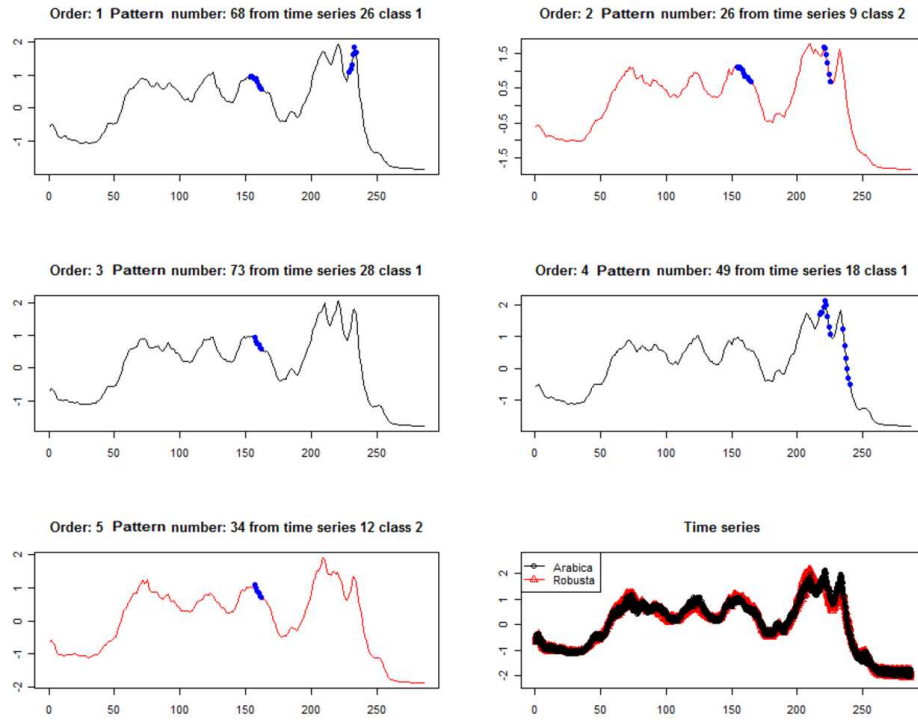 Order: 1 Pattern number: 68 from time series 26 class 1
2
1
0
-1
0 50 100 150 200 250
Order: 2 Pattern number: 26 from time series 9 class 2
1.5
0.5
-0.5
-1.5
0 50 100 150 200 250
Order: 3 Pattern number: 73 from time series 28 class 1
2
1
0
-1
0 50 100 150 200 250
Order: 4 Pattern number: 49 from time series 18 class 1
2
1
0
-1
0 50 100 150 200 250
Order: 5 Pattern number: 34 from time series 12 class 2
2
1
0
-1
-2
0 50 100 150 200 250
Time series
Arabica
Robusta
2
1
0
-1
-2
0 50 100 150 200 250